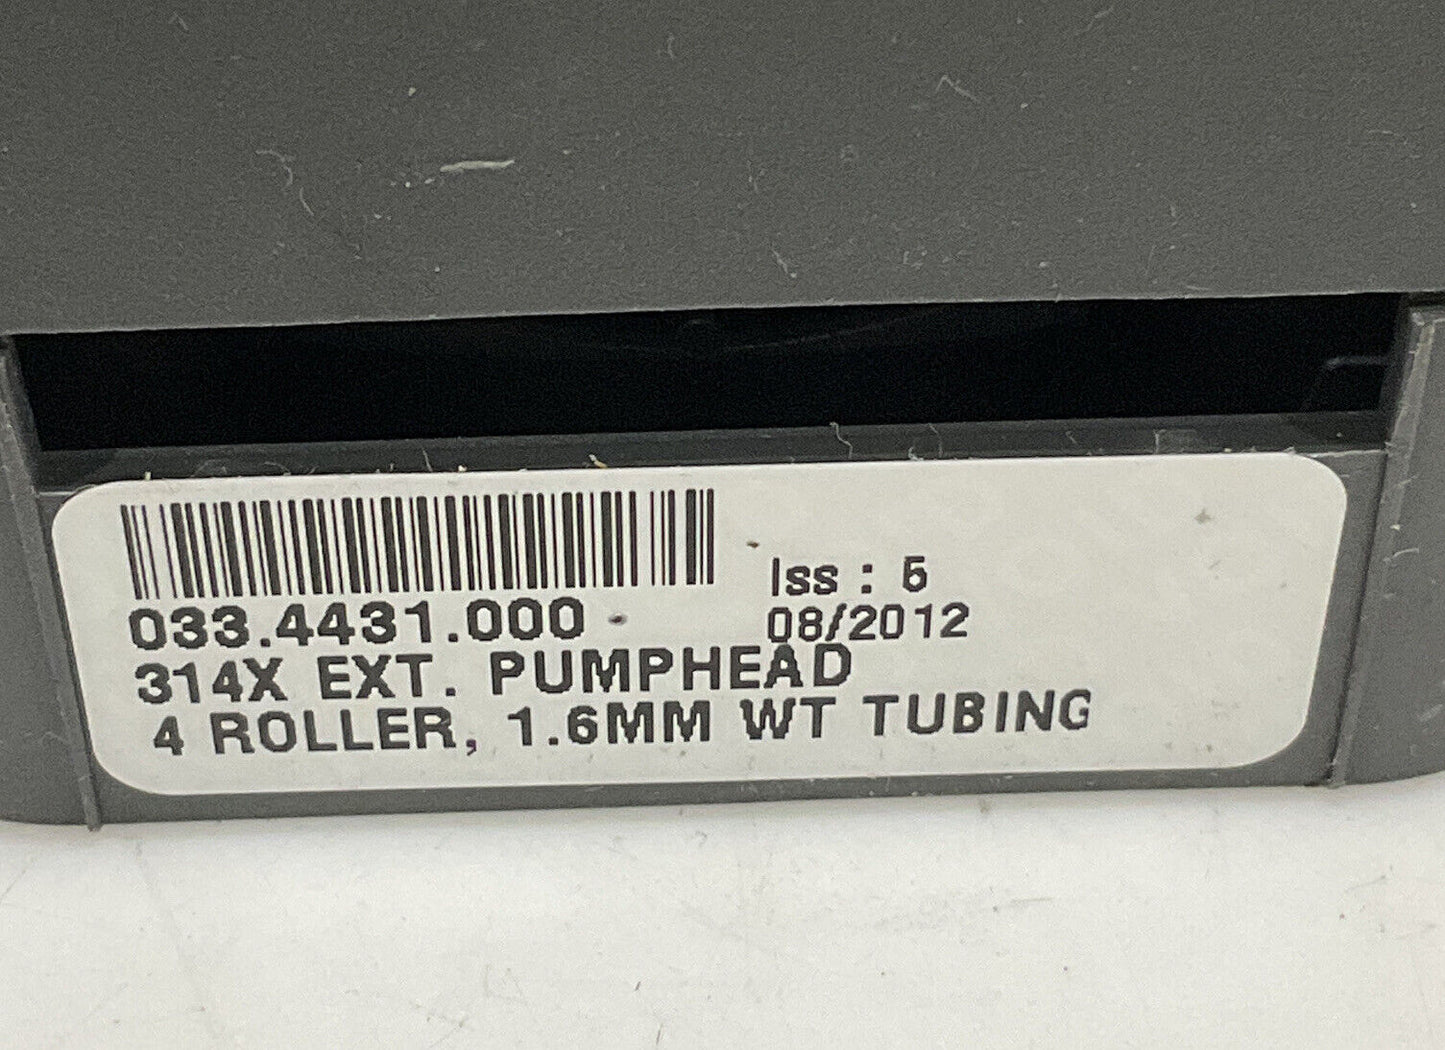 Iss : 5
033.4431.000 08/2012
314X EXT. PUMPHEAD
4 ROLLER, 1.6MM WT TUBING